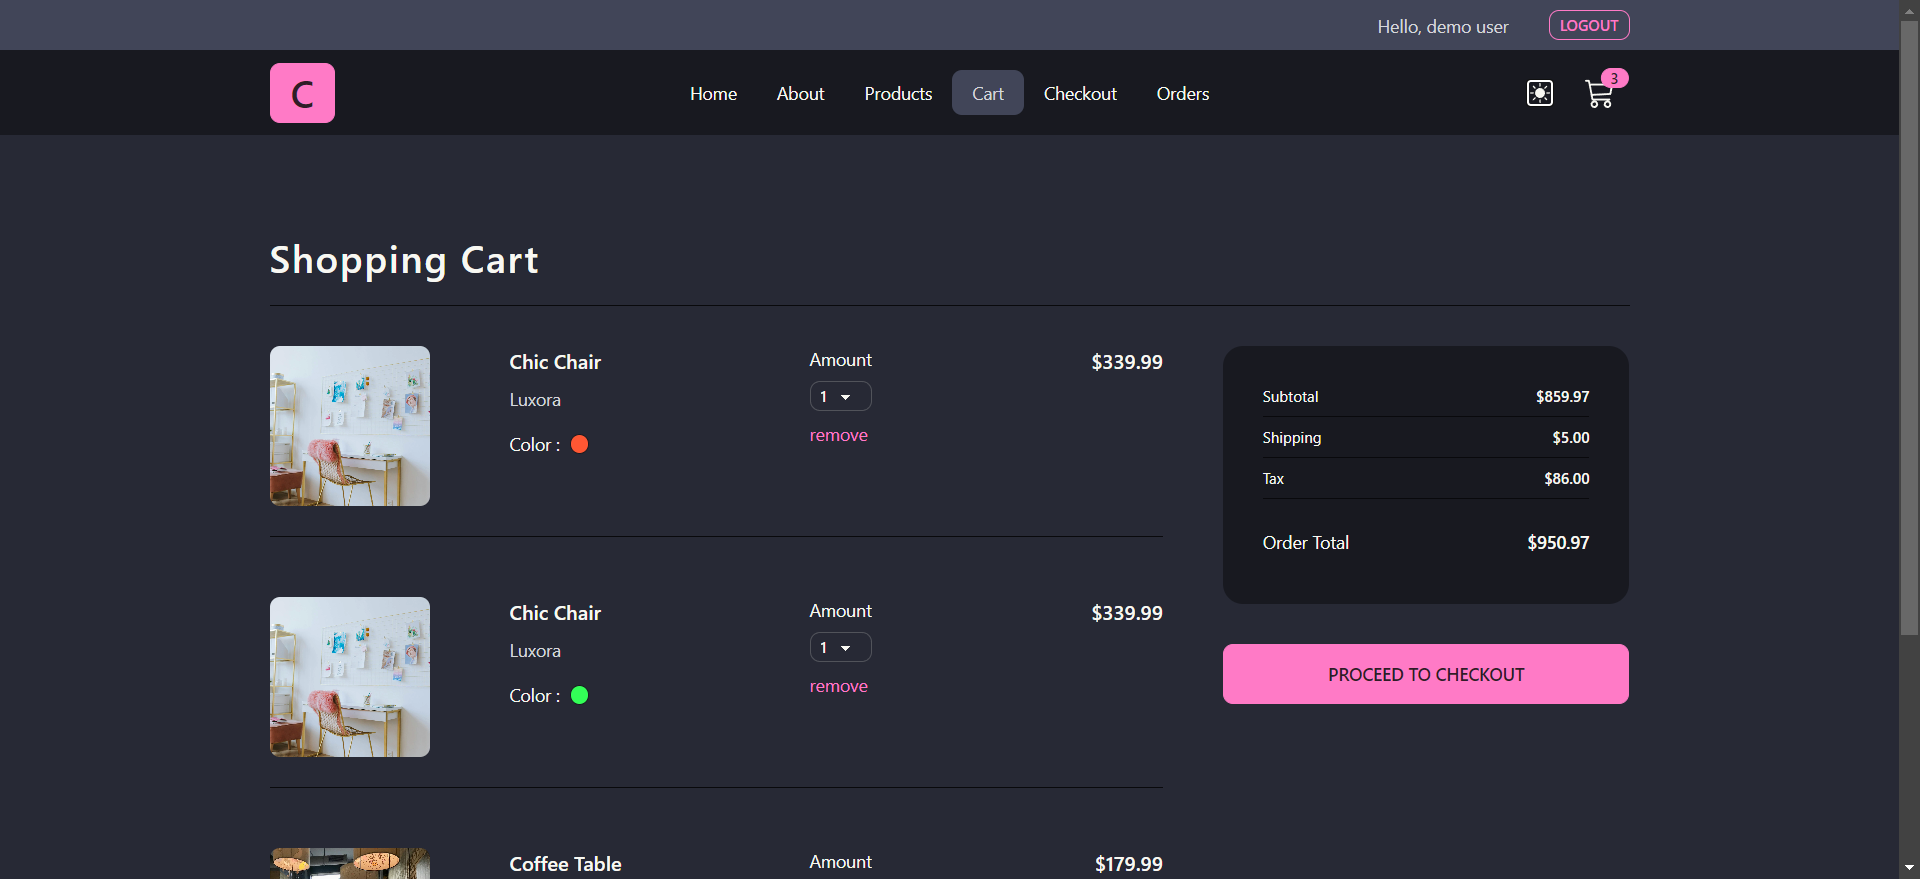 Hello, demo user LOGOUT
C Home About Products Cart Checkout Orders 3
Shopping Cart
Chic Chair Amount $339.99
Luxora 1
Color : remove
Chic Chair Amount $339.99
Luxora 1
Color : remove
Coffee Table Amount $179.99
Subtotal $859.97
Shipping $5.00
Tax $86.00
Order Total $950.97
PROCEED TO CHECKOUT